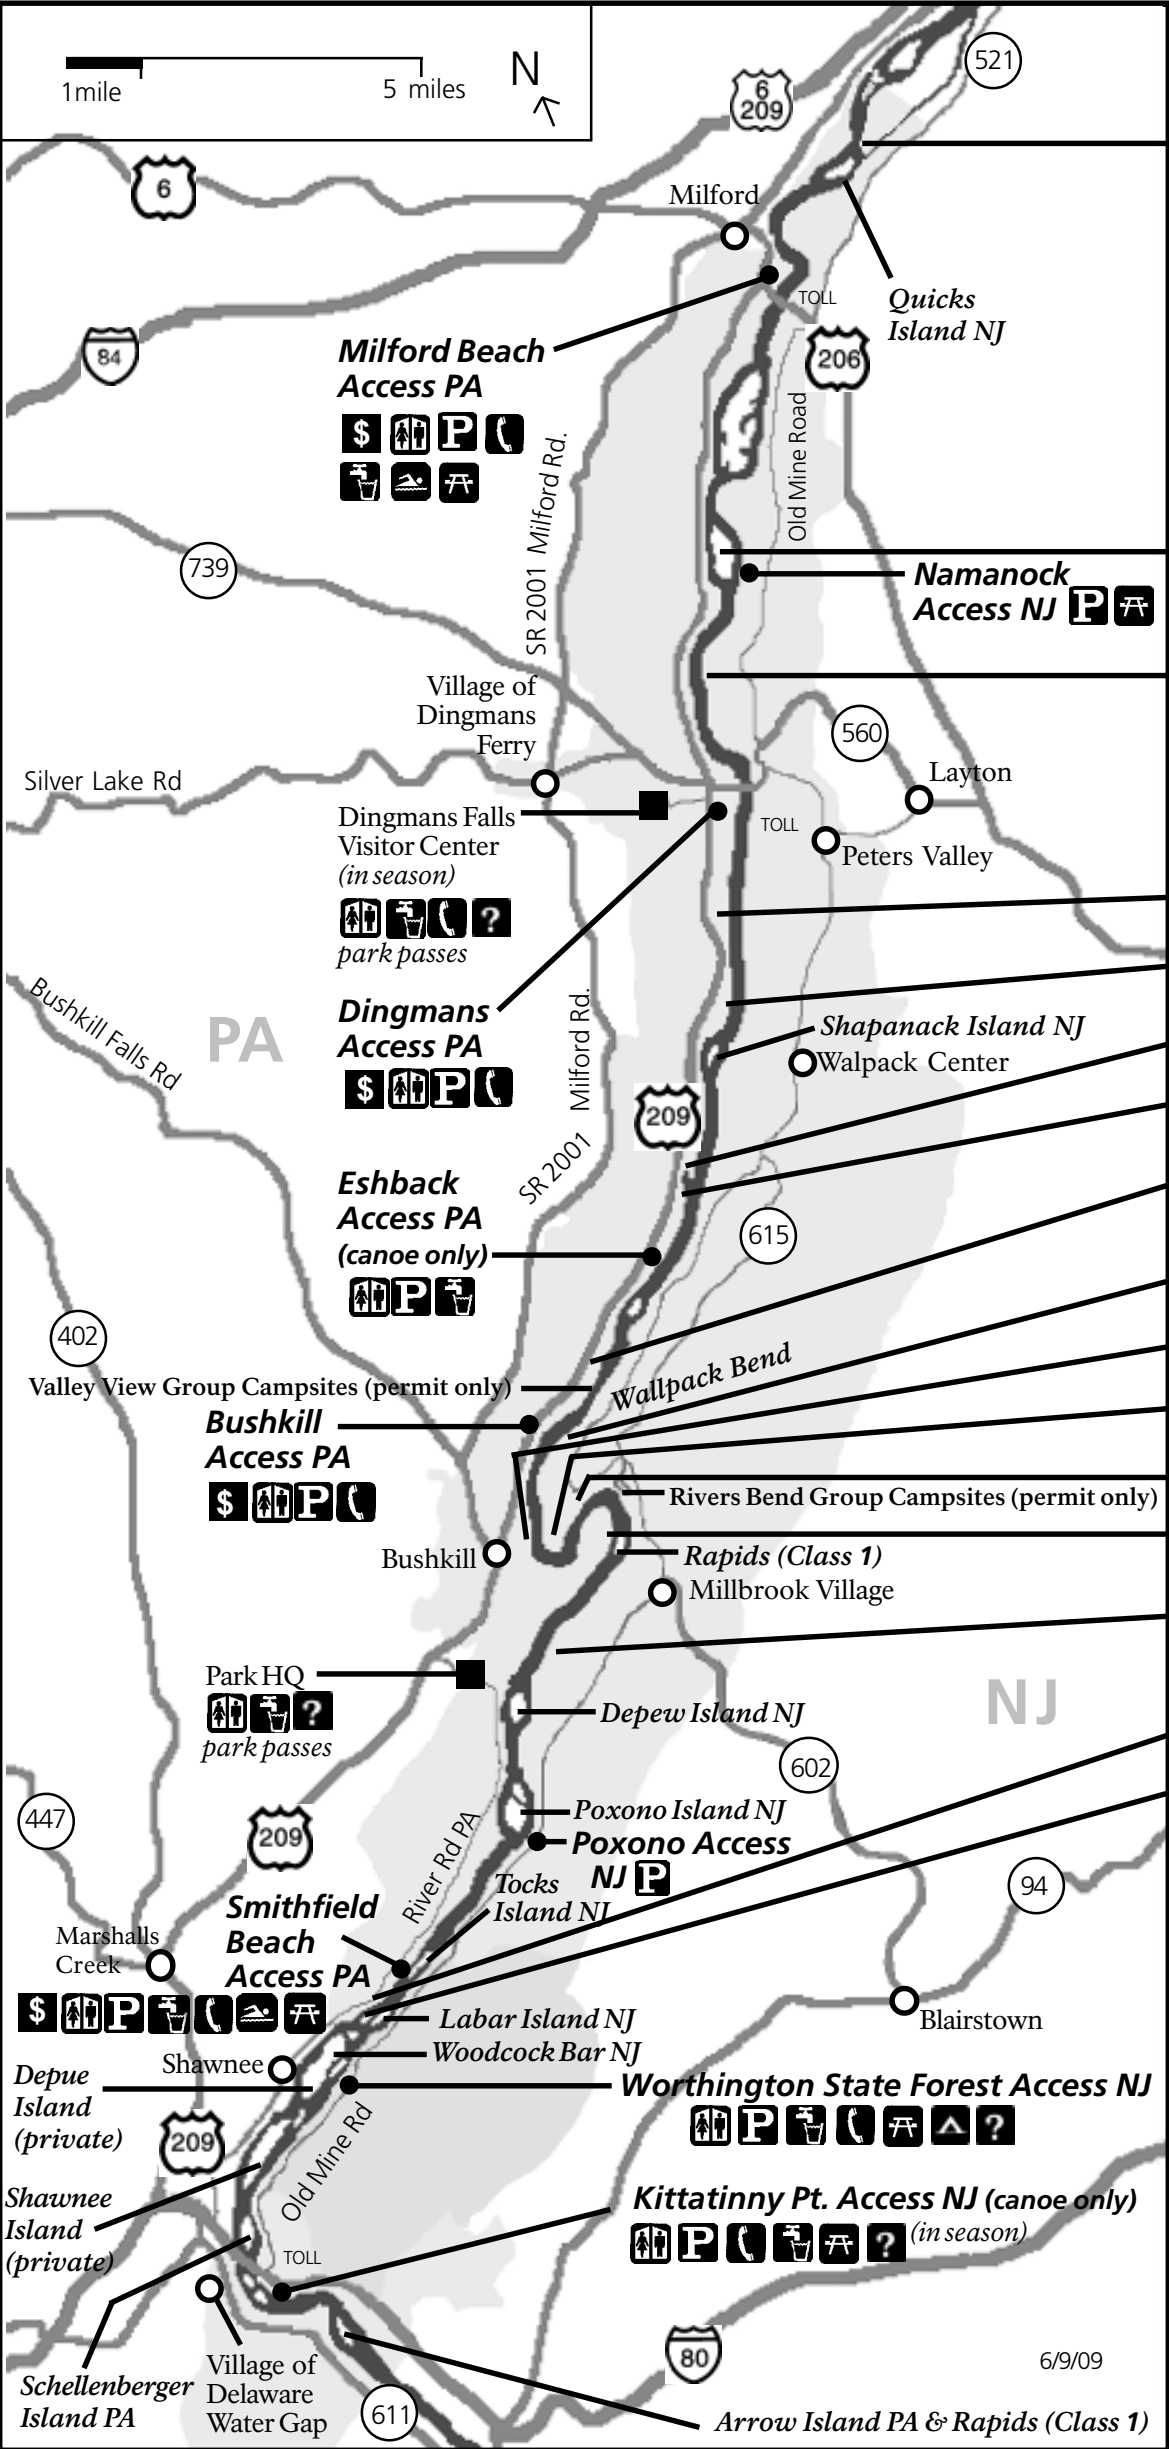 1mile
5 miles
N
521
6
209
6
Milford
TOLL
Quicks
Island NJ
84
206
Milford Beach
Access PA
$ P
Old Mine Road
SR 2001 Milford Rd.
739
Namanock
Access NJ P
Village of
Dingmans
Ferry
560
Silver Lake Rd
Layton
Dingmans Falls
Visitor Center
(in season)
?
park passes
TOLL
Peters Valley
Bushkill Falls Rd
PA
Dingmans
Access PA
$ P
SR 2001 Milford Rd.
Shapanack Island NJ
Walpack Center
209
Eshback
Access PA
(canoe only)
P
615
402
Wallpack Bend
Valley View Group Campsites (permit only)
Bushkill
Access PA
$ P
Rivers Bend Group Campsites (permit only)
Bushkill
Rapids (Class 1)
Millbrook Village
Park HQ
?
park passes
NJ
Depew Island NJ
602
447
209
Poxono Island NJ
Poxono Access
NJ P
River Rd PA
Tocks
Island NJ
94
Smithfield
Beach
Access PA
$ P
Marshalls
Creek
Labar Island NJ
Blairstown
Woodcock Bar NJ
Shawnee
Depue
Island
(private)
Worthington State Forest Access NJ
P ?
209
Old Mine Rd
Shawnee
Island
(private)
Kittatinny Pt. Access NJ (canoe only)
P ? (in season)
TOLL
Schellenberger
Island PA
Village of
Delaware
Water Gap
80
6/9/09
611
Arrow Island PA & Rapids (Class 1)